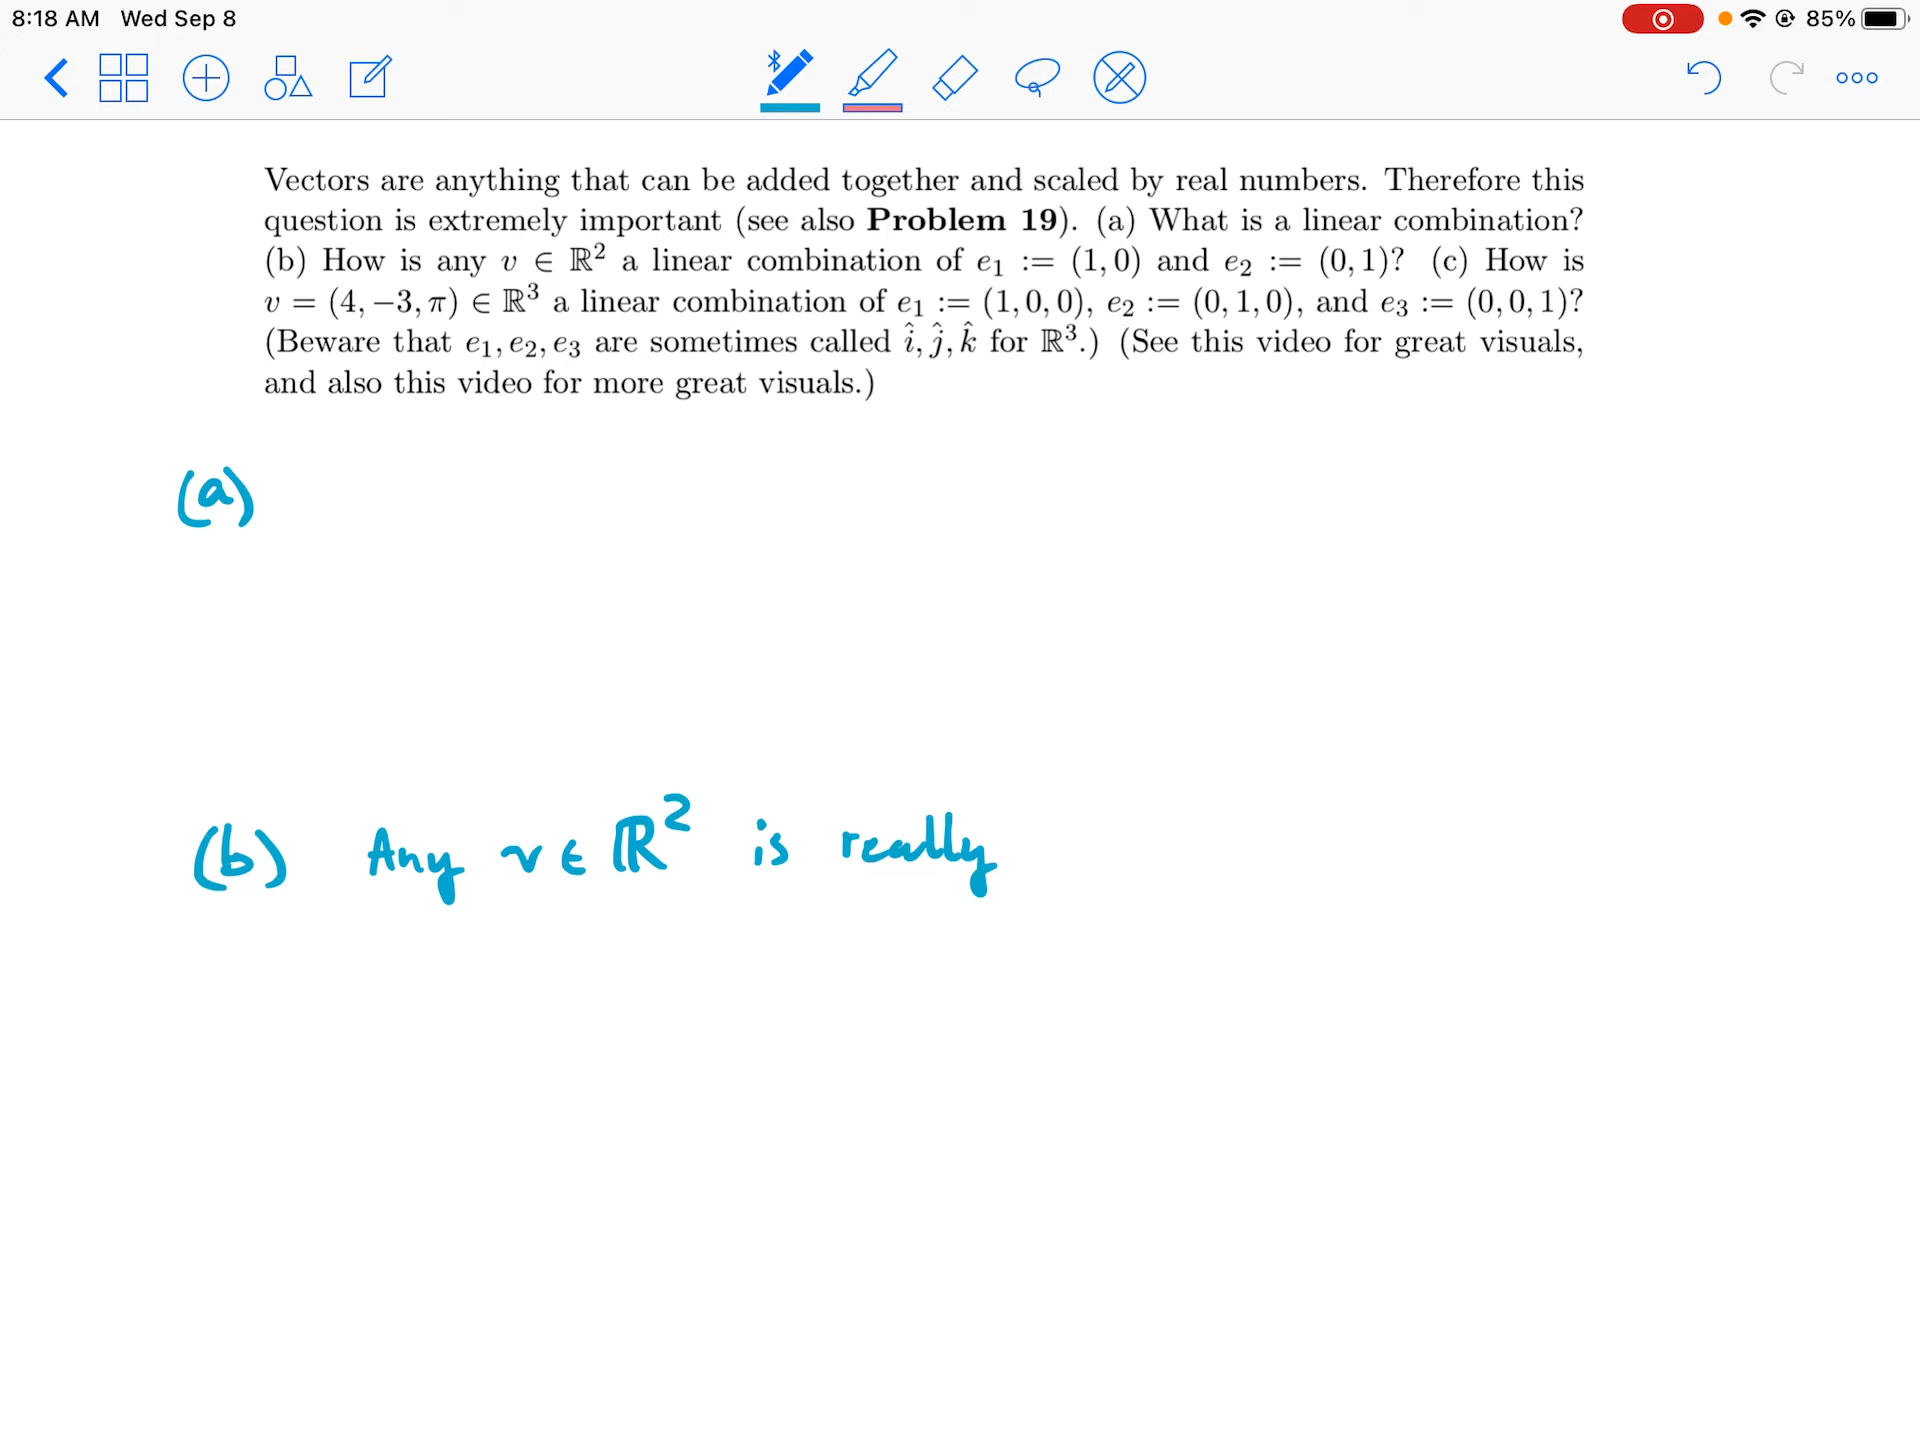 8:18 AM Wed Sep 8 85%
Vectors are anything that can be added together and scaled by real numbers. Therefore this
question is extremely important (see also Problem 19). (a) What is a linear combination?
(b) How is any v ∈ ℝ² a linear combination of e₁ := (1, 0) and e₂ := (0, 1)? (c) How is
v = (4, −3, π) ∈ ℝ³ a linear combination of e₁ := (1, 0, 0), e₂ := (0, 1, 0), and e₃ := (0, 0, 1)?
(Beware that e₁, e₂, e₃ are sometimes called î, ĵ, k̂ for ℝ³.) (See this video for great visuals,
and also this video for more great visuals.)
(a)
(b) Any v ∈ ℝ² is really